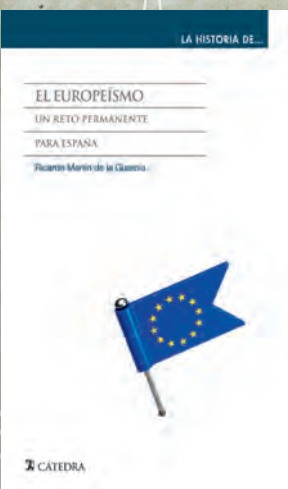 LA HISTORIA DE...
EL EUROPEÍSMO
UN RETO PERMANENTE
PARA ESPAÑA
Ricardo Martín de la Guardia
CÁTEDRA